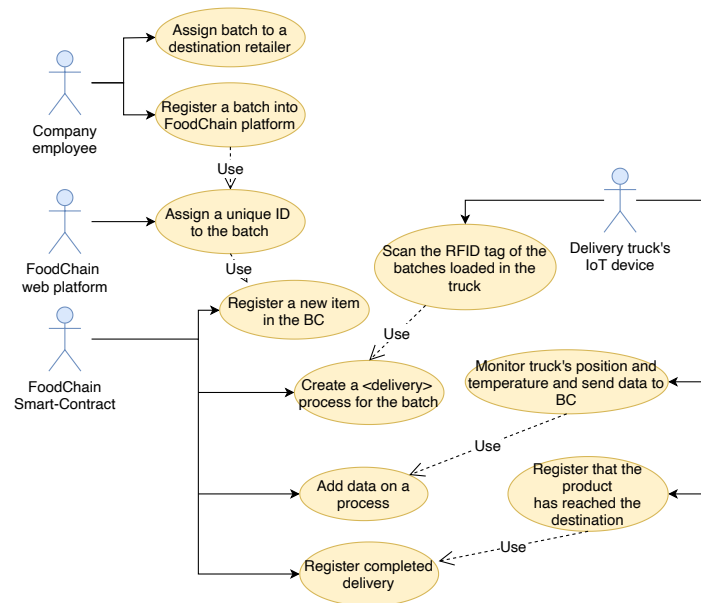 Assign batch to a
destination retailer
Company
employee
Register a batch into
FoodChain platform
Use
Assign a unique ID
to the batch
FoodChain
web platform
Use
Scan the RFID tag of the
batches loaded in the
truck
Delivery truck's
IoT device
Register a new item
in the BC
Use
FoodChain
Smart-Contract
Create a <delivery>
process for the batch
Monitor truck's position and
temperature and send data to
BC
Use
Add data on a
process
Register that the
product
has reached the
destination
Use
Register completed
delivery